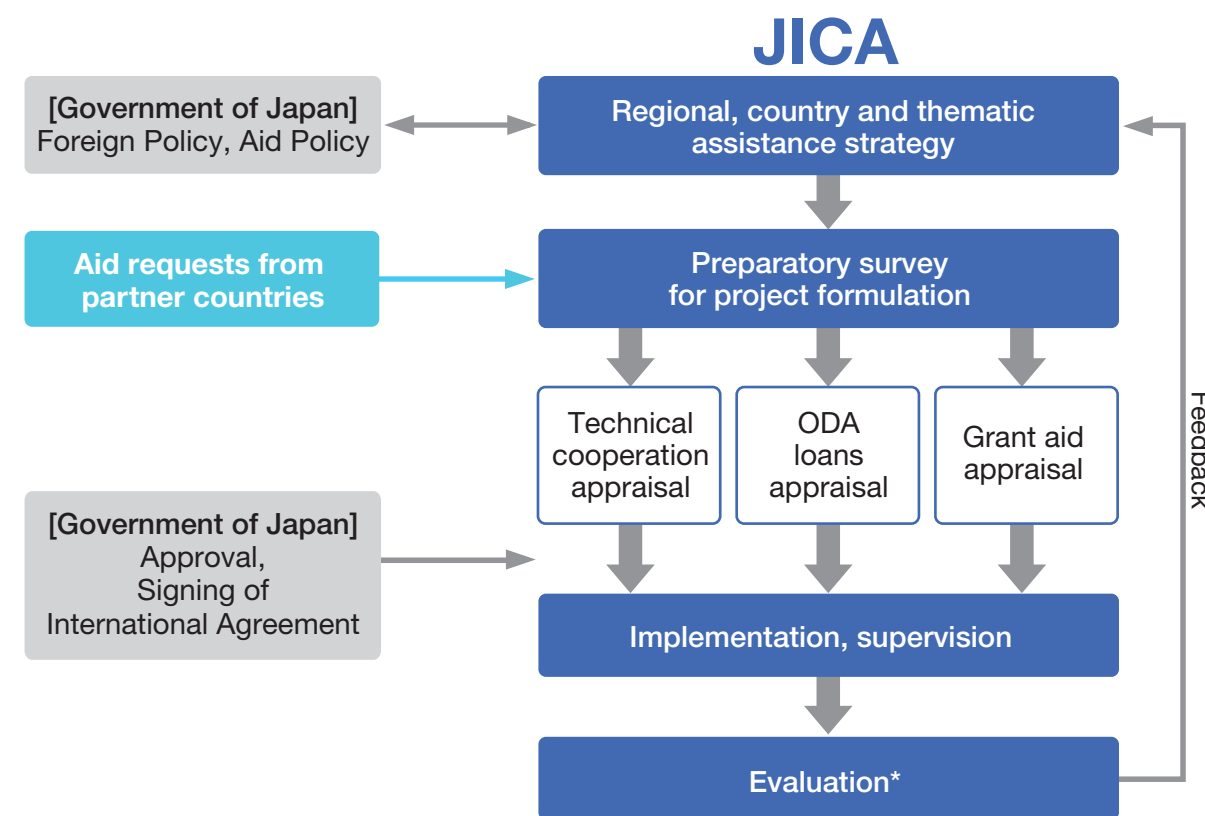 JICA
[Government of Japan]
Foreign Policy, Aid Policy
Regional, country and thematic
assistance strategy
Aid requests from
partner countries
Preparatory survey
for project formulation
Technical
cooperation
appraisal
ODA
loans
appraisal
Grant aid
appraisal
Feedback
[Government of Japan]
Approval,
Signing of
International Agreement
Implementation, supervision
Evaluation*